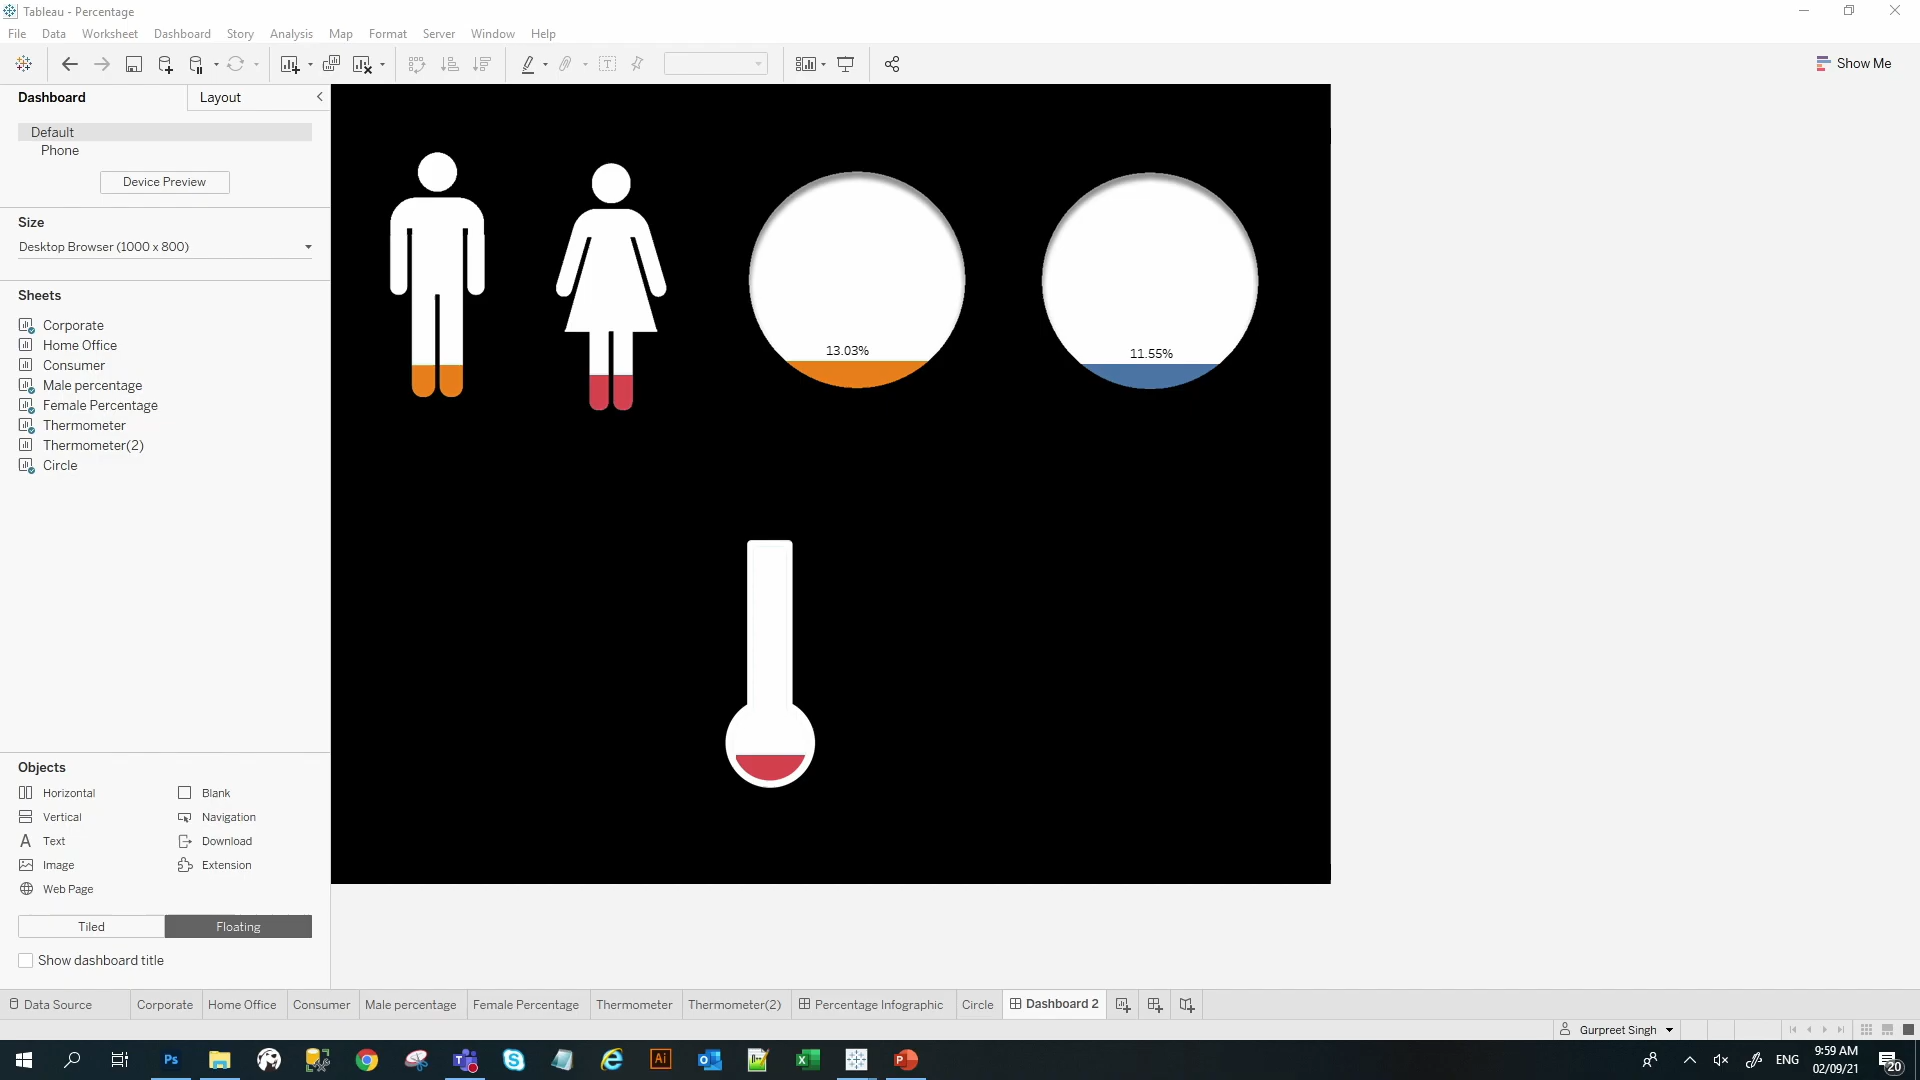 Tableau - Percentage
File Data Worksheet Dashboard Story Analysis Map Format Server Window Help
Show Me
Dashboard Layout
Default
Phone
Device Preview
Size
Desktop Browser (1000 x 800)
Sheets
Corporate
Home Office
Consumer
Male percentage
Female Percentage
Thermometer
Thermometer(2)
Circle
13.03%
11.55%
Objects
Horizontal Blank
Vertical Navigation
A Text Download
Image Extension
Web Page
Tiled Floating
Show dashboard title
Data Source Corporate Home Office Consumer Male percentage Female Percentage Thermometer Thermometer(2) Percentage Infographic Circle Dashboard 2
Gurpreet Singh
Ps Ai ENG 9:59 AM
02/09/21 20